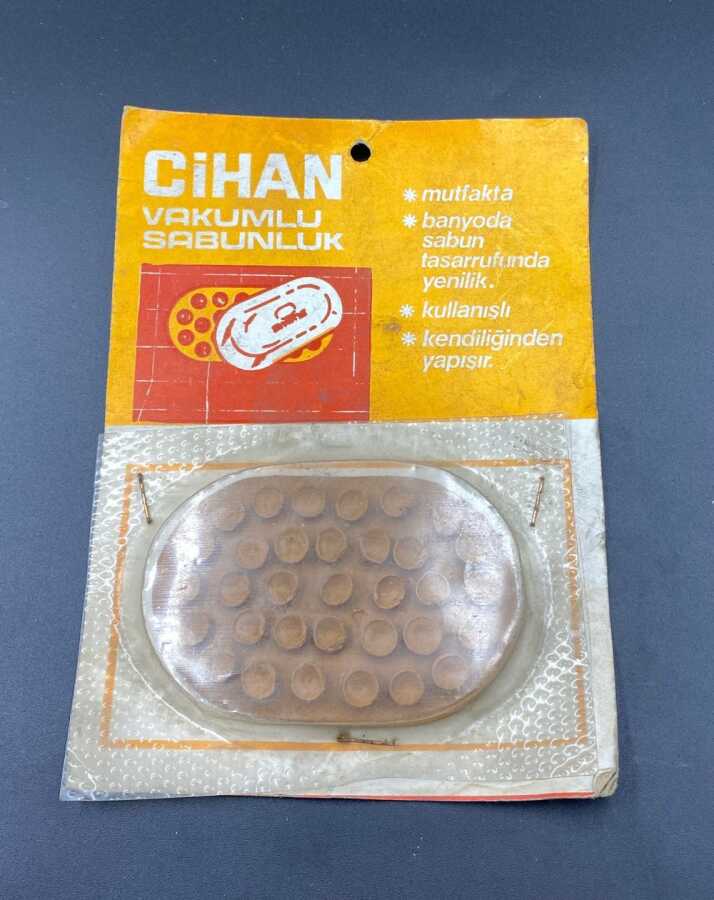 CiHAN
VAKUMLU
SABUNLUK
* mutfakta
* banyoda
sabun
tasarrufunda
yenilik.
* kullanışlı
* kendiliğinden
yapışır.